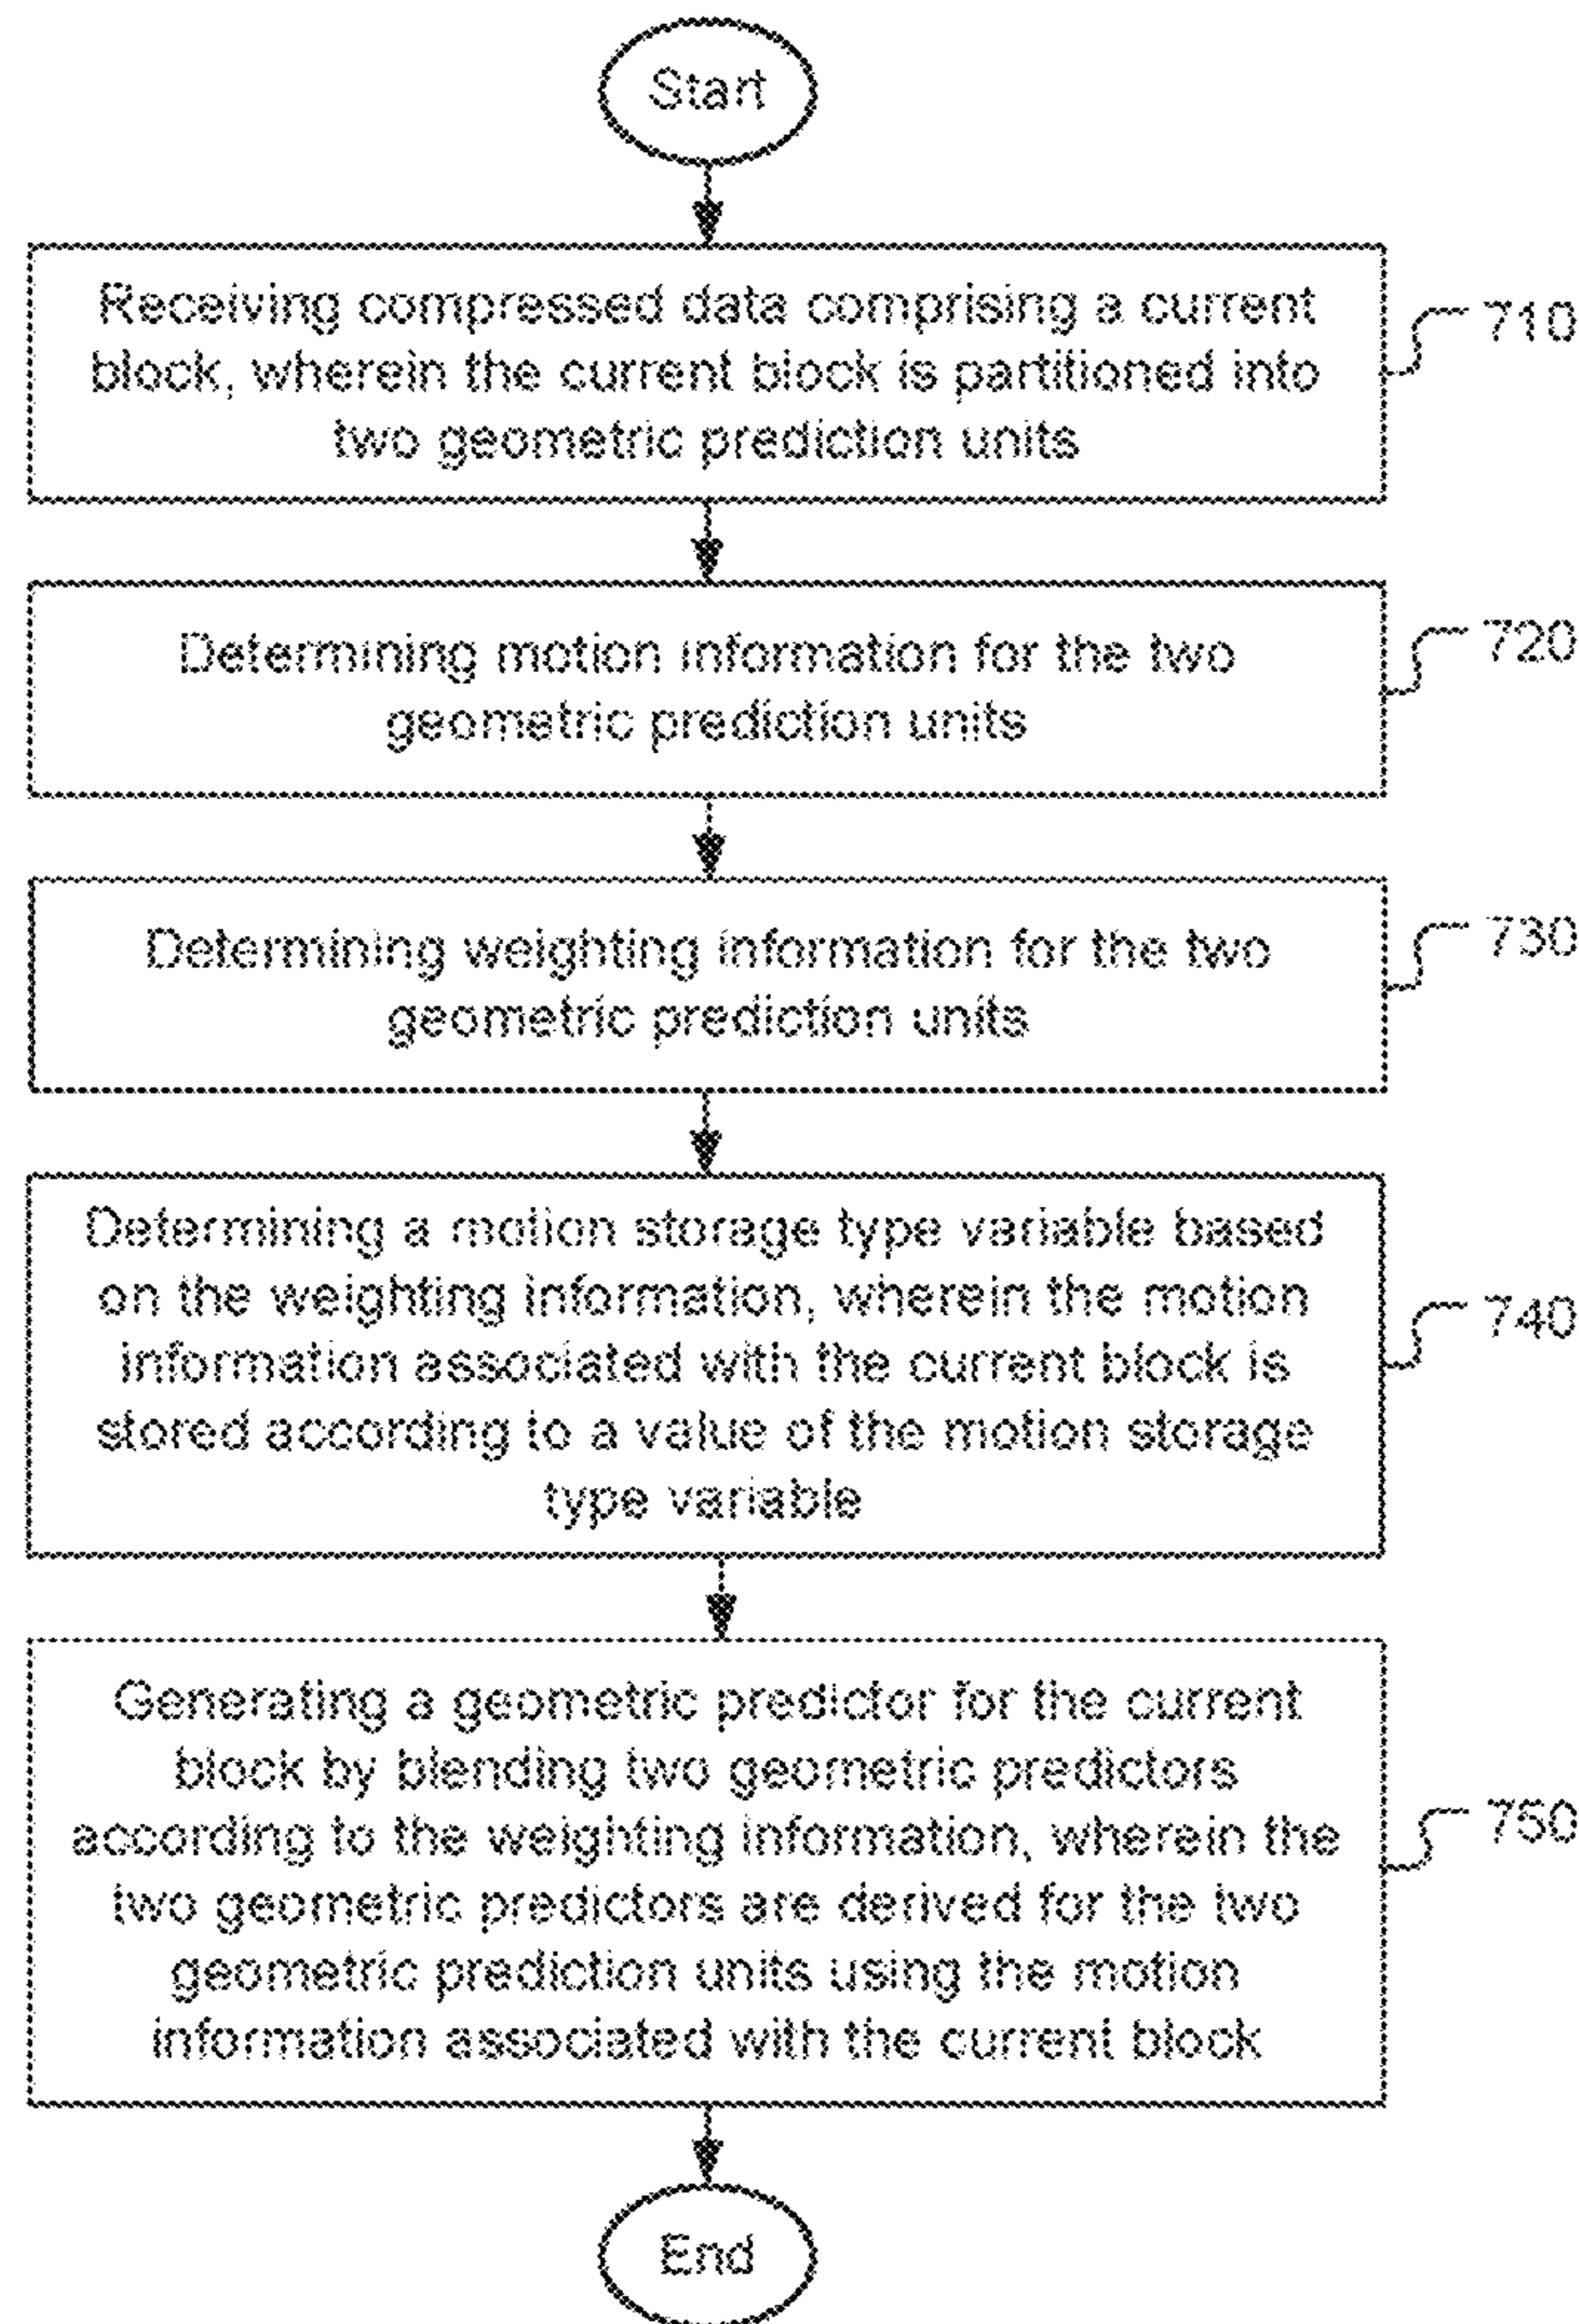 Start
Receiving compressed data comprising a current
block, wherein the current block is partitioned into
two geometric prediction units
710
Determining motion information for the two
geometric prediction units
720
Determining weighting information for the two
geometric prediction units
730
Determining a motion storage type variable based
on the weighting information, wherein the motion
information associated with the current block is
stored according to a value of the motion storage
type variable
740
Generating a geometric predictor for the current
block by blending two geometric predictors
according to the weighting information, wherein the
two geometric predictors are derived for the two
geometric prediction units using the motion
information associated with the current block
750
End